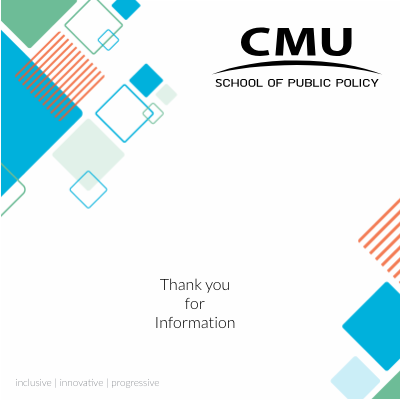 CMU
SCHOOL OF PUBLIC POLICY
Thank you
for
Information
inclusive | innovative | progressive